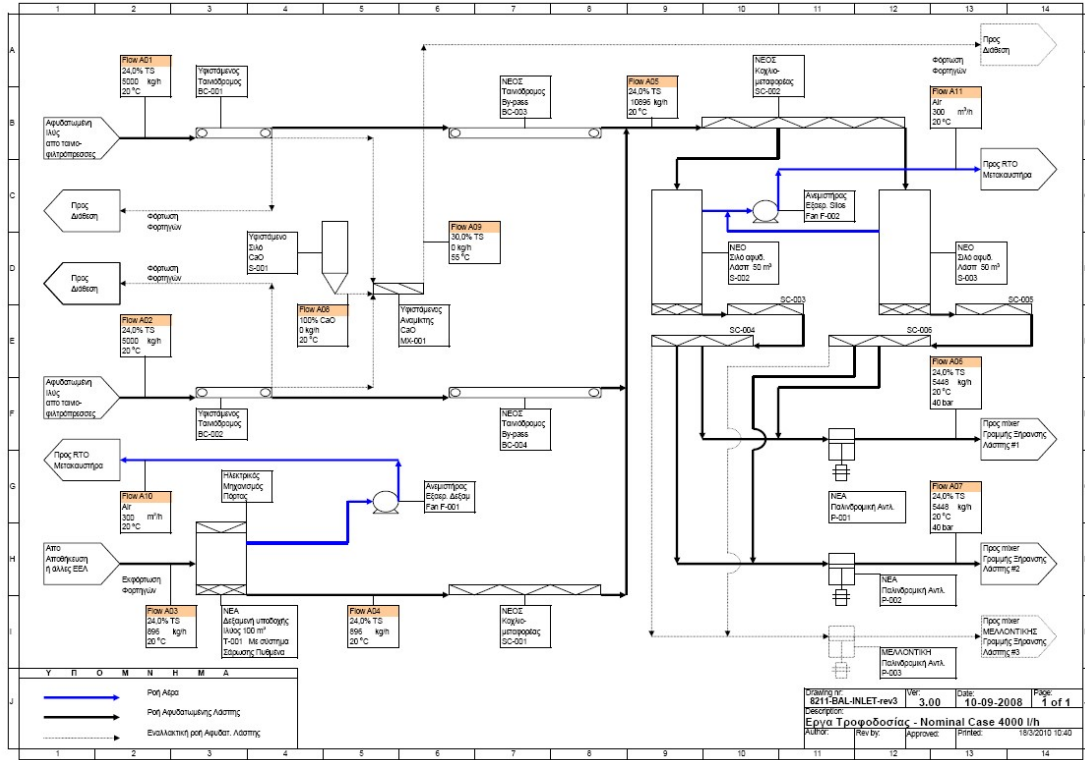 1 2 3 4 5 6 7 8 9 10 11 12 13 14
A
B
C
D
E
F
G
H
I
J
Flow A01
24,0% TS
5000 kg/h
20 °C
Υφιστάμενος
Ταινιόδρομος
BC-001
ΝΕΟΣ
Ταινιόδρομος
By-pass
BC-003
Flow A05
24,0% TS
10896 kg/h
20 °C
ΝΕΟΣ
Κοχλιο-
μεταφορέας
SC-002
Προς
Διάθεση
Φόρτωση
Φορτηγών
Flow A11
Air
300 m³/h
20 °C
Αφυδατωμένη
Ιλύς
απο ταινιο-
φιλτρόπρεσσες
Προς RTO
Μετακαυστήρα
Προς
Διάθεση
Φόρτωση
Φορτηγών
Ανεμιστήρας
Εξαερ. Silos
Fan F-002
Υφιστάμενο
Σιλό
CaO
S-001
Flow A09
30,0% TS
0 kg/h
55 °C
ΝΕΟ
Σιλό αφυδ.
Λάσπ 50 m³
S-002
ΝΕΟ
Σιλό αφυδ.
Λάσπ 50 m³
S-003
Προς
Διάθεση
Φόρτωση
Φορτηγών
Flow A08
100% CaO
0 kg/h
20 °C
Υφιστάμενος
Αναμίκτης
CaO
MX-001
SC-003
SC-005
SC-004
SC-006
Flow A02
24,0% TS
5000 kg/h
20 °C
Flow A06
24,0% TS
5448 kg/h
20 °C
40 bar
Αφυδατωμένη
Ιλύς
απο ταινιο-
φιλτρόπρεσσες
Υφιστάμενος
Ταινιόδρομος
BC-002
ΝΕΟΣ
Ταινιόδρομος
By-pass
BC-004
Προς mixer
Γραμμής Ξήρανσης
Λάσπης #1
Προς RTO
Μετακαυστήρα
Ηλεκτρικός
Μηχανισμός
Πόρτας
Ανεμιστήρας
Εξαερ. Δεξαμ
Fan F-001
Flow A10
Air
300 m³/h
20 °C
ΝΕΑ
Παλινδρομική Αντλ.
P-001
Flow A07
24,0% TS
5448 kg/h
20 °C
40 bar
Απο
Αποθήκευση
ή άλλες ΕΕΛ
Εκφόρτωση
Φορτηγών
Προς mixer
Γραμμής Ξήρανσης
Λάσπης #2
ΝΕΑ
Παλινδρομική Αντλ.
P-002
Flow A03
24,0% TS
896 kg/h
20 °C
ΝΕΑ
Δεξαμενή υποδοχής
Ιλύος 100 m³
T-001 Με σύστημα
Σάρωσης Πυθμένα
Flow A04
24,0% TS
896 kg/h
20 °C
ΝΕΟΣ
Κοχλιο-
μεταφορέας
SC-001
Προς mixer
ΜΕΛΛΟΝΤΙΚΗΣ
Γραμμής Ξήρανσης
Λάσπης #3
ΜΕΛΛΟΝΤΙΚΗ
Παλινδρομική Αντλ.
P-003
Υ Π Ο Μ Ν Η Μ Α
Ροή Αέρα
Ροή Αφυδατωμένης Λάσπης
Εναλλακτική ροή Αφυδατ. Λάσπης
Drawing nr: Ver: Date: Page:
8211-BAL-INLET-rev3 3.00 10-09-2008 1 of 1
Description:
Εργα Τροφοδοσίας - Nominal Case 4000 l/h
Author: Rev by: Approved: Printed: 18/3/2010 10:40
1 2 3 4 5 6 7 8 9 10 11 12 13 14